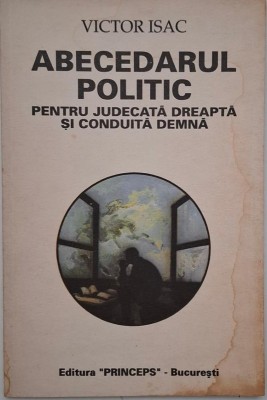 VICTOR ISAC
ABECEDARUL
POLITIC
PENTRU JUDECATĂ DREAPTĂ
ŞI CONDUITĂ DEMNĂ
Editura "PRINCEPS" - Bucureşti